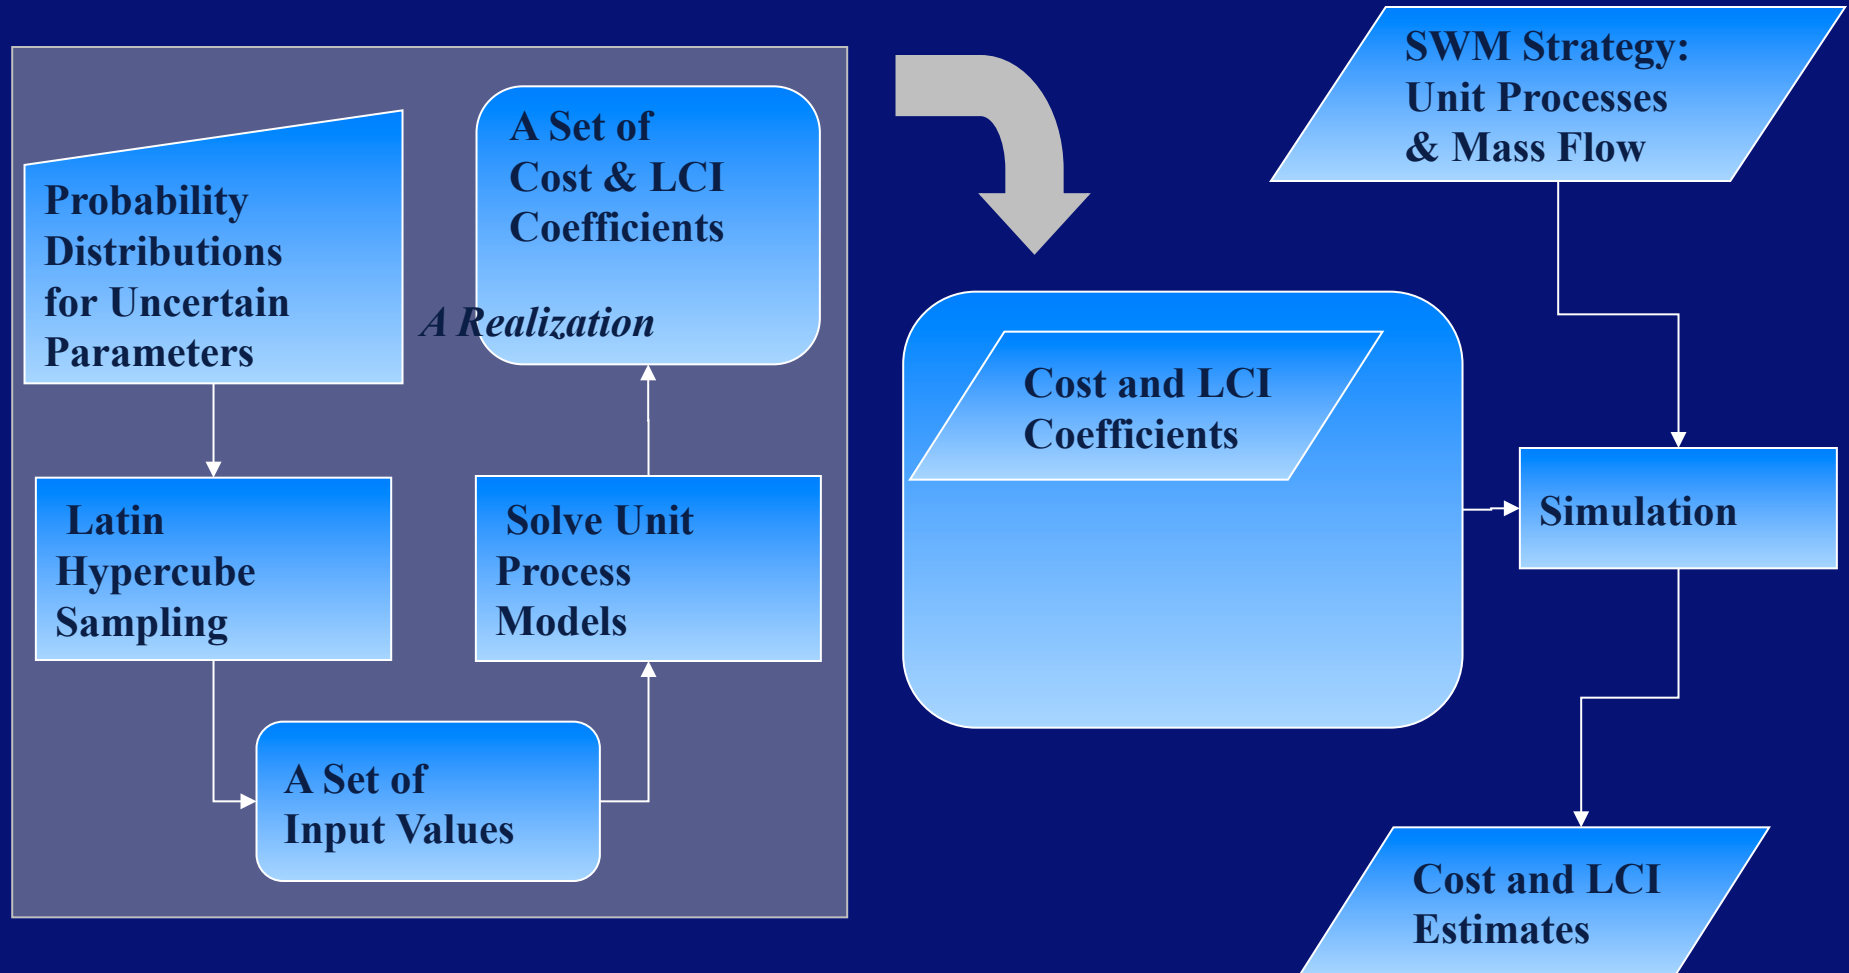 Probability
Distributions
for Uncertain
Parameters
A Set of
Cost & LCI
Coefficients
A Realization
Latin
Hypercube
Sampling
Solve Unit
Process
Models
A Set of
Input Values
Cost and LCI
Coefficients
SWM Strategy:
Unit Processes
& Mass Flow
Simulation
Cost and LCI
Estimates